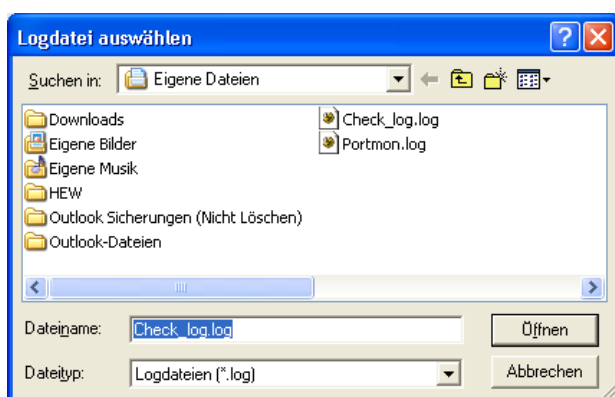 Logdatei auswählen
Suchen in: Eigene Dateien
Downloads
Eigene Bilder
Eigene Musik
HEW
Outlook Sicherungen (Nicht Löschen)
Outlook-Dateien
Check_log.log
Portmon.log
Dateiname: Check_log.log Öffnen
Dateityp: Logdateien (*.log) Abbrechen